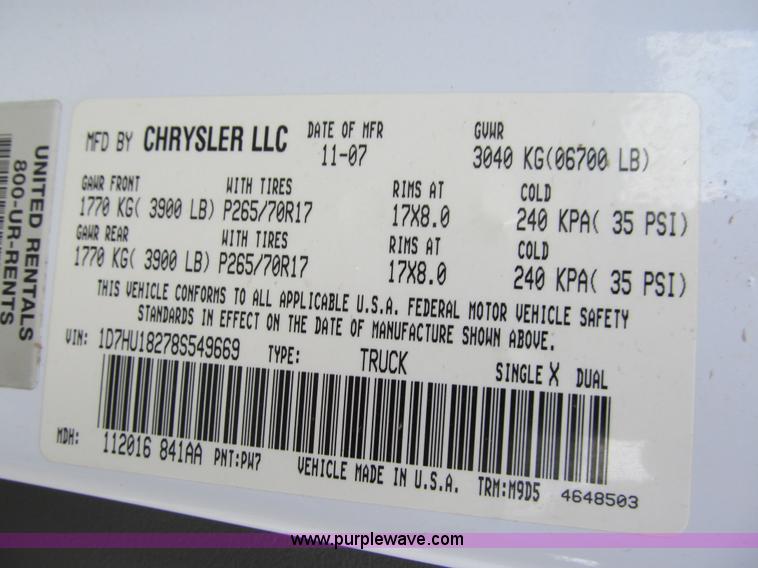 UNITED RENTALS
800-UR-RENTS
MFD BY CHRYSLER LLC DATE OF MFR GVWR
11-07 3040 KG(06700 LB)
GAWR FRONT WITH TIRES RIMS AT COLD
1770 KG( 3900 LB) P265/70R17 17X8.0 240 KPA( 35 PSI)
GAWR REAR WITH TIRES RIMS AT COLD
1770 KG( 3900 LB) P265/70R17 17X8.0 240 KPA( 35 PSI)
THIS VEHICLE CONFORMS TO ALL APPLICABLE U.S.A. FEDERAL MOTOR VEHICLE SAFETY
STANDARDS IN EFFECT ON THE DATE OF MANUFACTURE SHOWN ABOVE.
VIN: 1D7HU18278S549669 TYPE: TRUCK SINGLE X DUAL
MDH: 112016 841AA PNT:PW7 VEHICLE MADE IN U.S.A. TRM:M9D5 4648503
www.purplewave.com